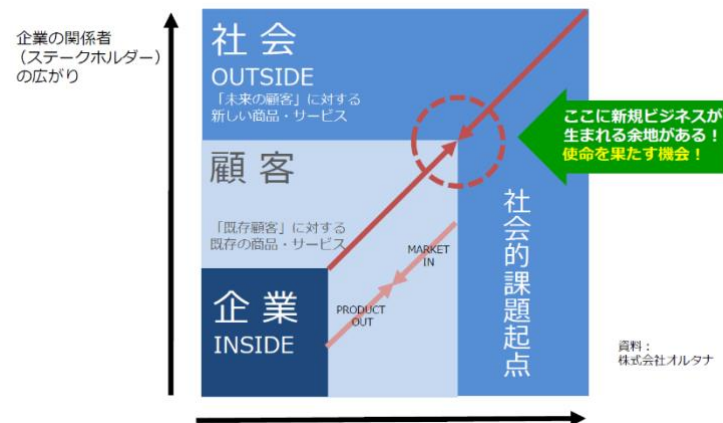 企業の関係者
（ステークホルダー）
の広がり
社会
OUTSIDE
「未来の顧客」に対する
新しい商品・サービス
顧客
「既存顧客」に対する
既存の商品・サービス
企業
INSIDE
PRODUCT
OUT
MARKET
IN
社会的課題起点
ここに新規ビジネスが
生まれる余地がある！
使命を果たす機会！
資料：
株式会社オルタナ